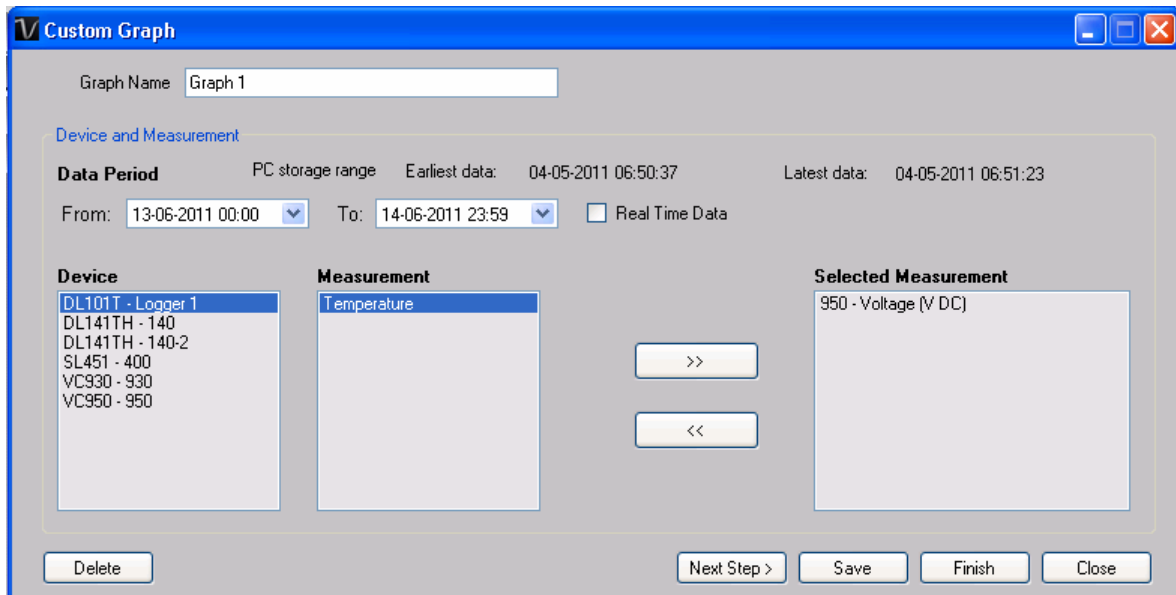 Custom Graph
Graph Name Graph 1
Device and Measurement
Data Period PC storage range Earliest data: 04-05-2011 06:50:37 Latest data: 04-05-2011 06:51:23
From: 13-06-2011 00:00 To: 14-06-2011 23:59 Real Time Data
Device Measurement Selected Measurement
DL101T - Logger 1 Temperature 950 - Voltage (V DC)
DL141TH - 140
DL141TH - 140-2
SL451 - 400
VC930 - 930
VC950 - 950
>>
<<
Delete Next Step > Save Finish Close